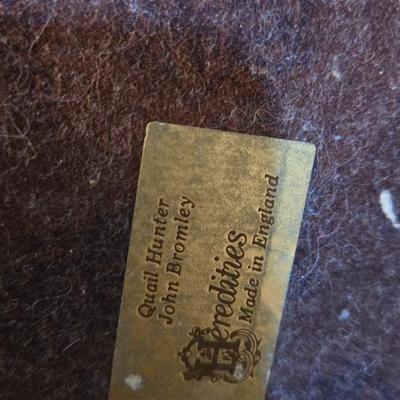 Quail Hunter
John Bromley
Heredities
Made in England